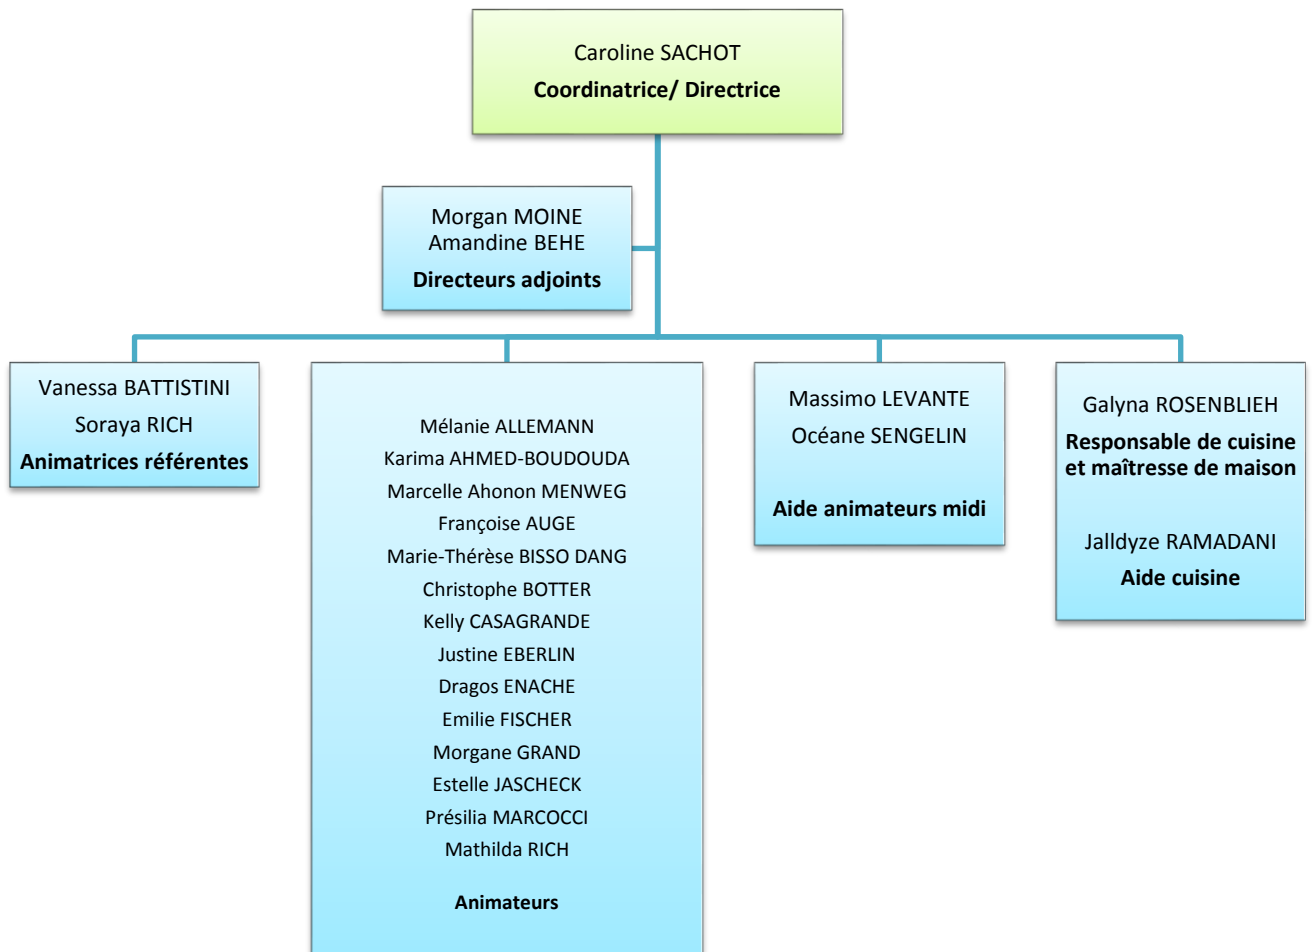 Caroline SACHOT
Coordinatrice/ Directrice
Morgan MOINE
Amandine BEHE
Directeurs adjoints
Vanessa BATTISTINI
Soraya RICH
Animatrices référentes
Mélanie ALLEMANN
Karima AHMED-BOUDOUDA
Marcelle Ahonon MENWEG
Françoise AUGE
Marie-Thérèse BISSO DANG
Christophe BOTTER
Kelly CASAGRANDE
Justine EBERLIN
Dragos ENACHE
Emilie FISCHER
Morgane GRAND
Estelle JASCHECK
Présilia MARCOCCI
Mathilda RICH
Animateurs
Massimo LEVANTE
Océane SENGELIN
Aide animateurs midi
Galyna ROSENBLIEH
Responsable de cuisine
et maîtresse de maison
Jalldyze RAMADANI
Aide cuisine